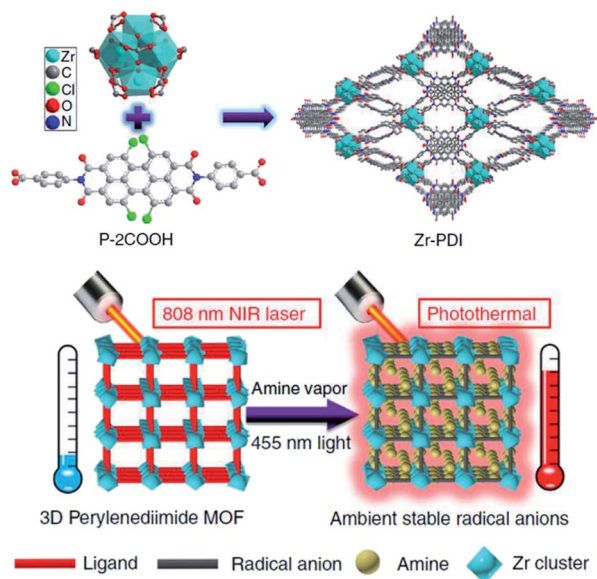 Zr
C
Cl
O
N
P-2COOH
Zr-PDI
808 nm NIR laser
Photothermal
Amine vapor
455 nm light
3D Perylenediimide MOF
Ambient stable radical anions
Ligand
Radical anion
Amine
Zr cluster